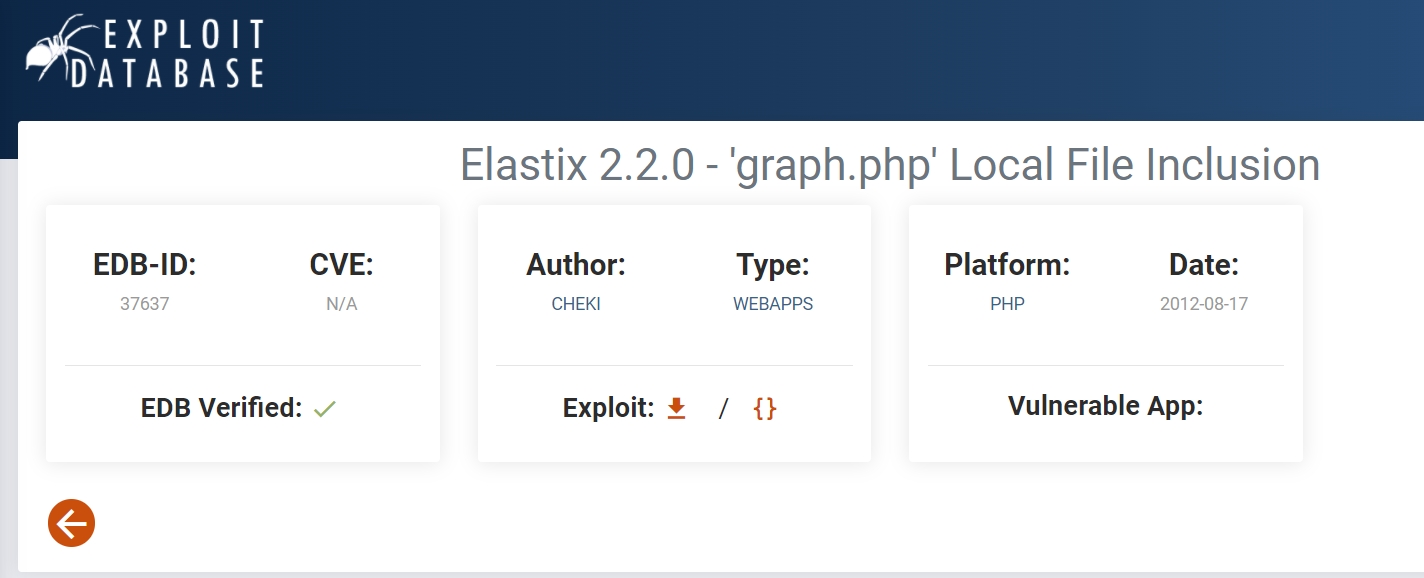 EXPLOIT
DATABASE
Elastix 2.2.0 - 'graph.php' Local File Inclusion
EDB-ID: CVE:
37637 N/A
EDB Verified:
Author: Type:
CHEKI WEBAPPS
Exploit: / {}
Platform: Date:
PHP 2012-08-17
Vulnerable App: